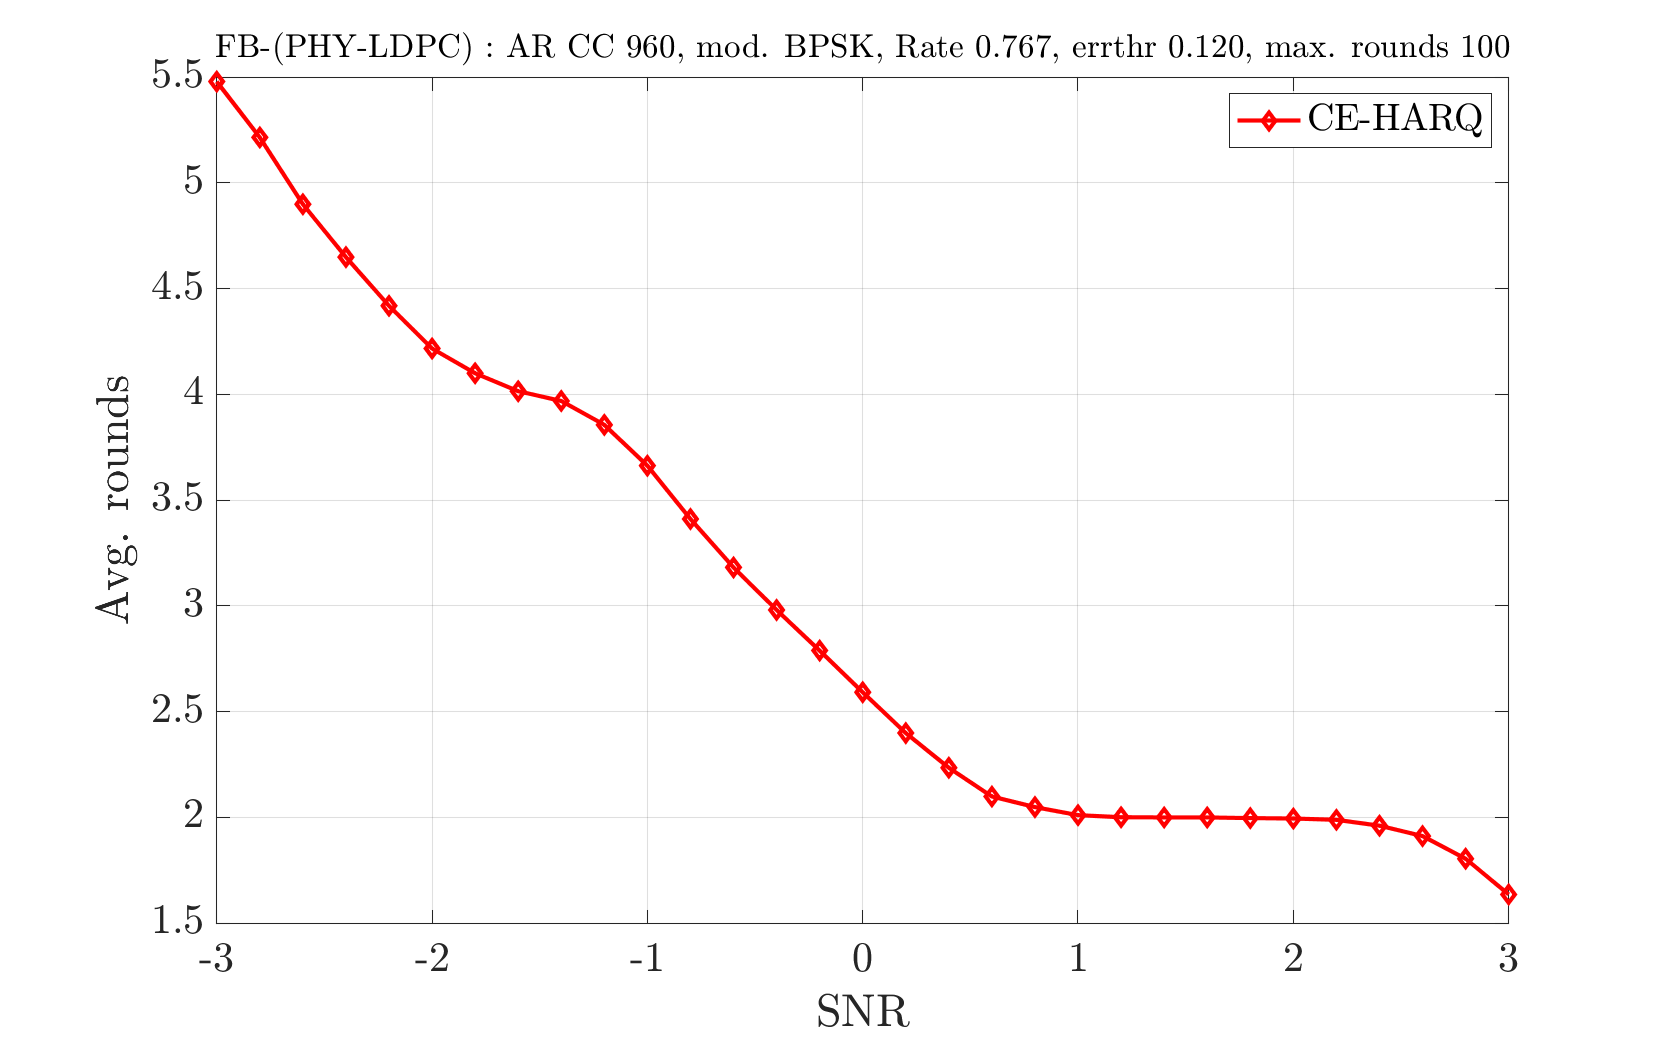 FB-(PHY-LDPC) : AR CC 960, mod. BPSK, Rate 0.767, errthr 0.120, max. rounds 100
CE-HARQ
5.5
5
4.5
4
3.5
3
2.5
2
1.5
Avg. rounds
-3 -2 -1 0 1 2 3
SNR